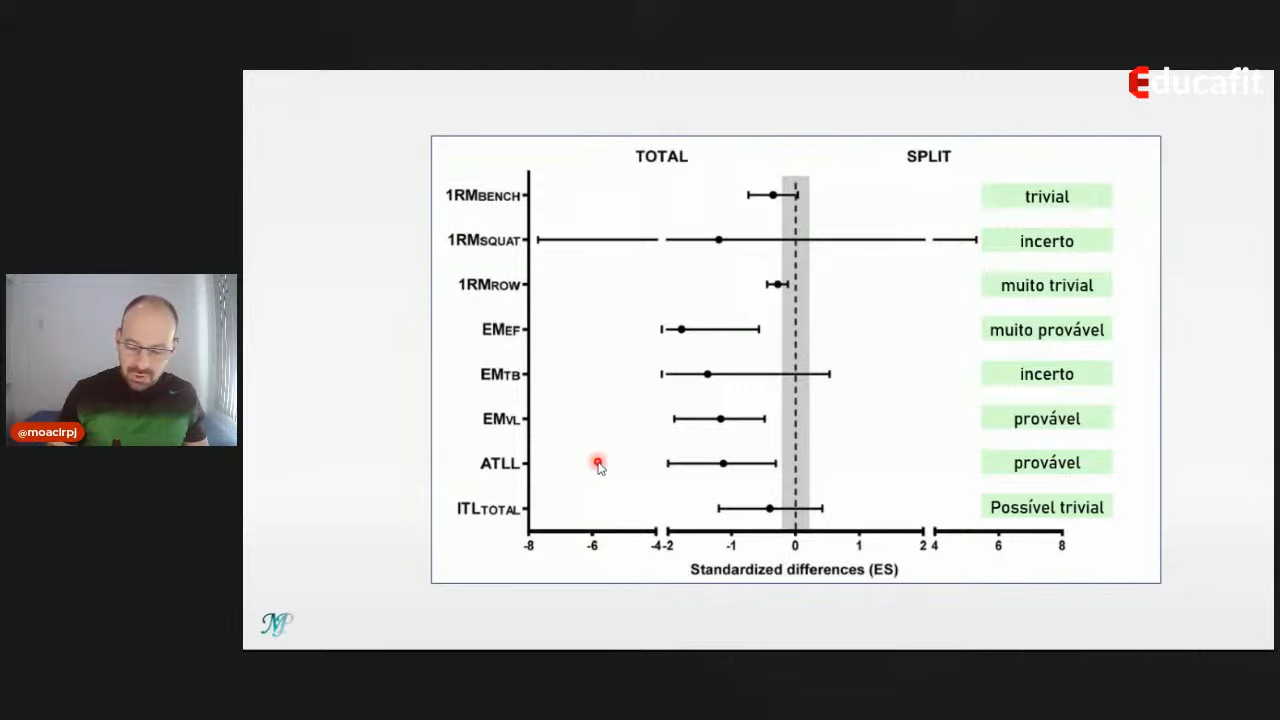 Educafit
TOTAL SPLIT
1RMBENCH trivial
1RMSQUAT incerto
1RMROW muito trivial
EMEF muito provável
EMTB incerto
EMVL provável
ATLL provável
ITLTOTAL Possível trivial
-8 -6 -4 -2 -1 0 1 2 4 6 8
Standardized differences (ES)
@moacirpj
MP